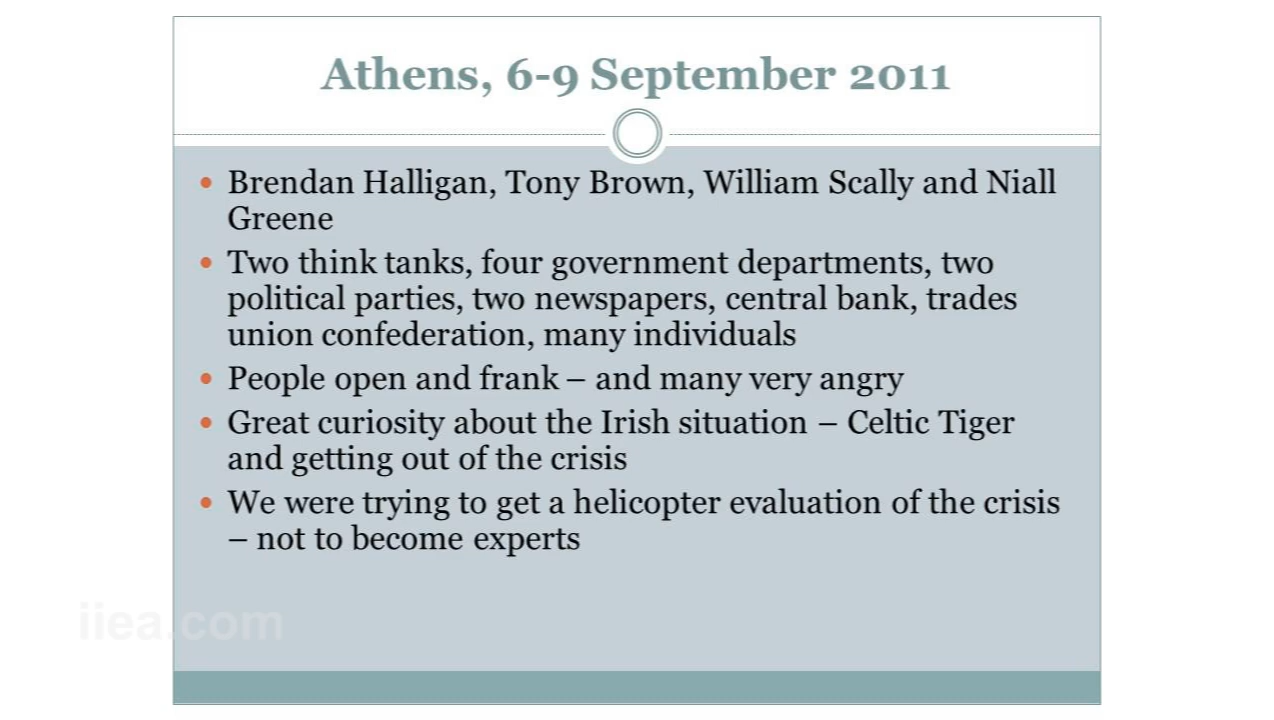 Athens, 6-9 September 2011
• Brendan Halligan, Tony Brown, William Scally and Niall
Greene
• Two think tanks, four government departments, two
political parties, two newspapers, central bank, trades
union confederation, many individuals
• People open and frank – and many very angry
• Great curiosity about the Irish situation – Celtic Tiger
and getting out of the crisis
• We were trying to get a helicopter evaluation of the crisis
– not to become experts
iiea.com